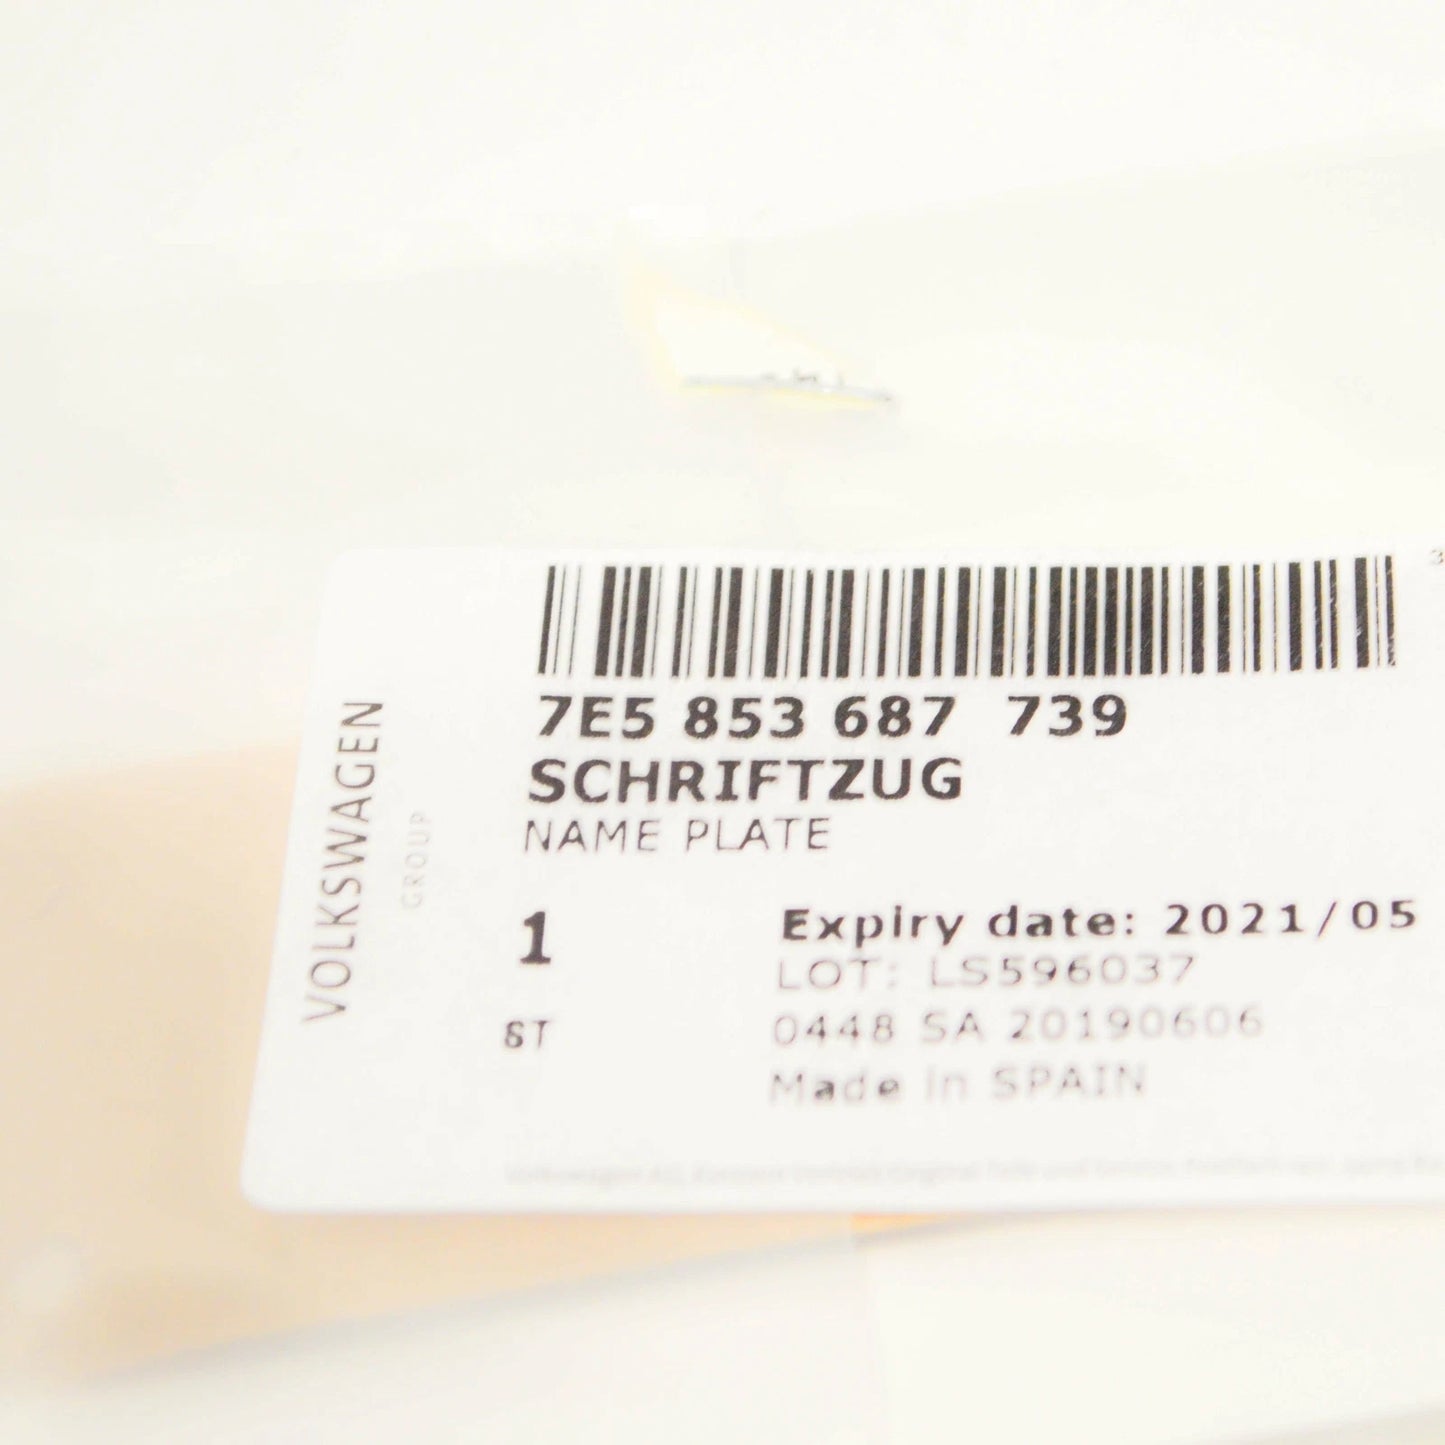 VOLKSWAGEN
GROUP
7E5 853 687 739
SCHRIFTZUG
NAME PLATE
1
ST
Expiry date: 2021/05
LOT: LS596037
0448 SA 20190606
Made in SPAIN
3